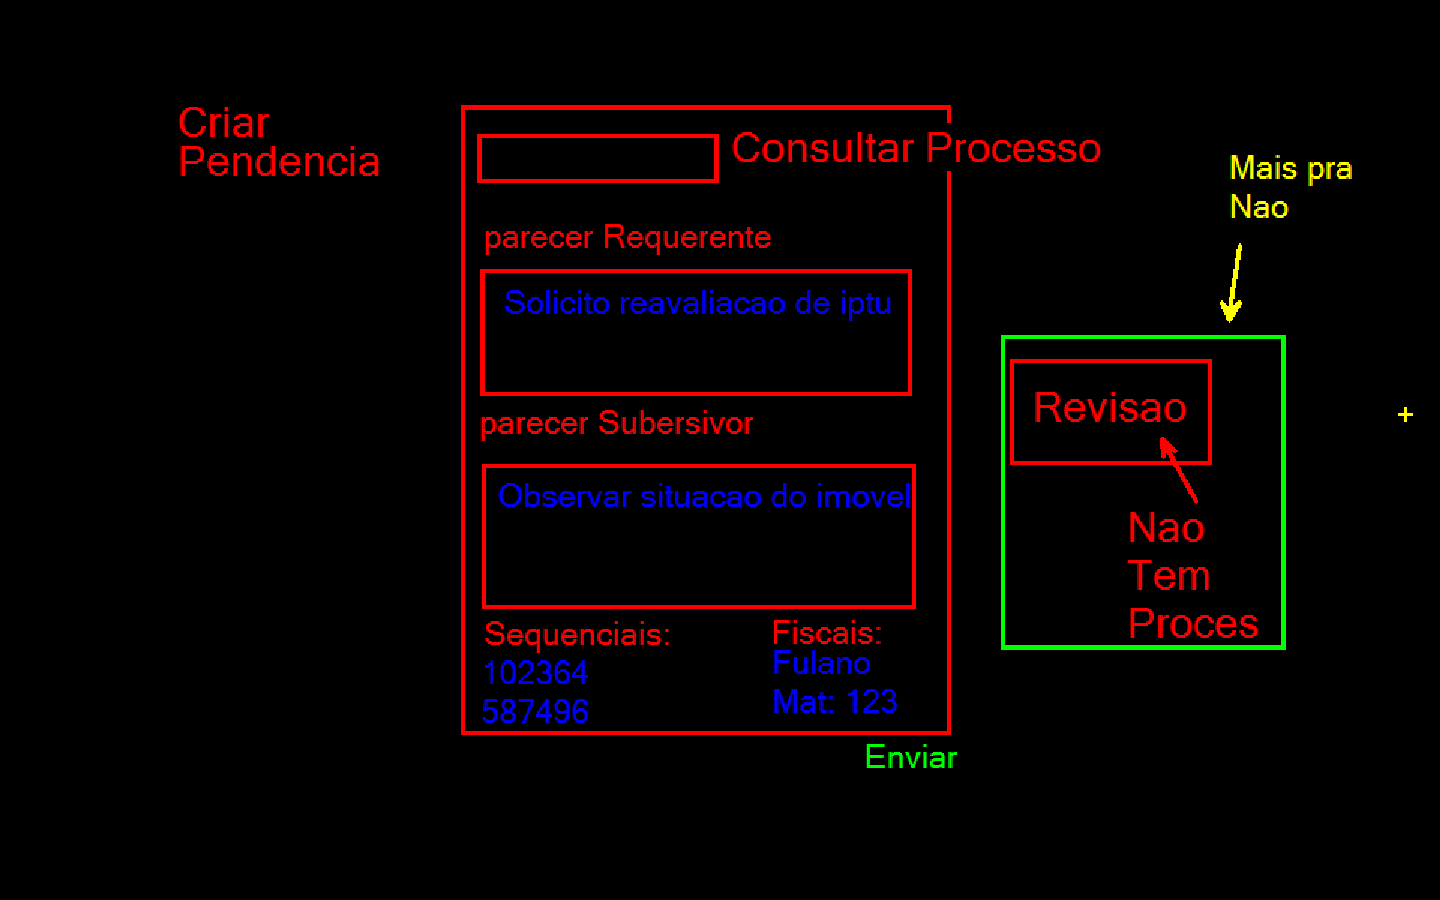 Criar
Pendencia
Consultar Processo
parecer Requerente
Solicito reavaliacao de iptu
parecer Subersivor
Observar situacao do imovel
Sequenciais:
102364
587496
Fiscais:
Fulano
Mat: 123
Enviar
Mais pra
Nao
Revisao
Nao
Tem
Proces